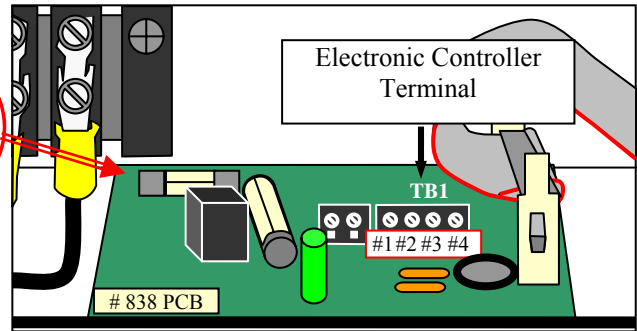 Electronic Controller
Terminal
TB1
#1 #2 #3 #4
# 838 PCB